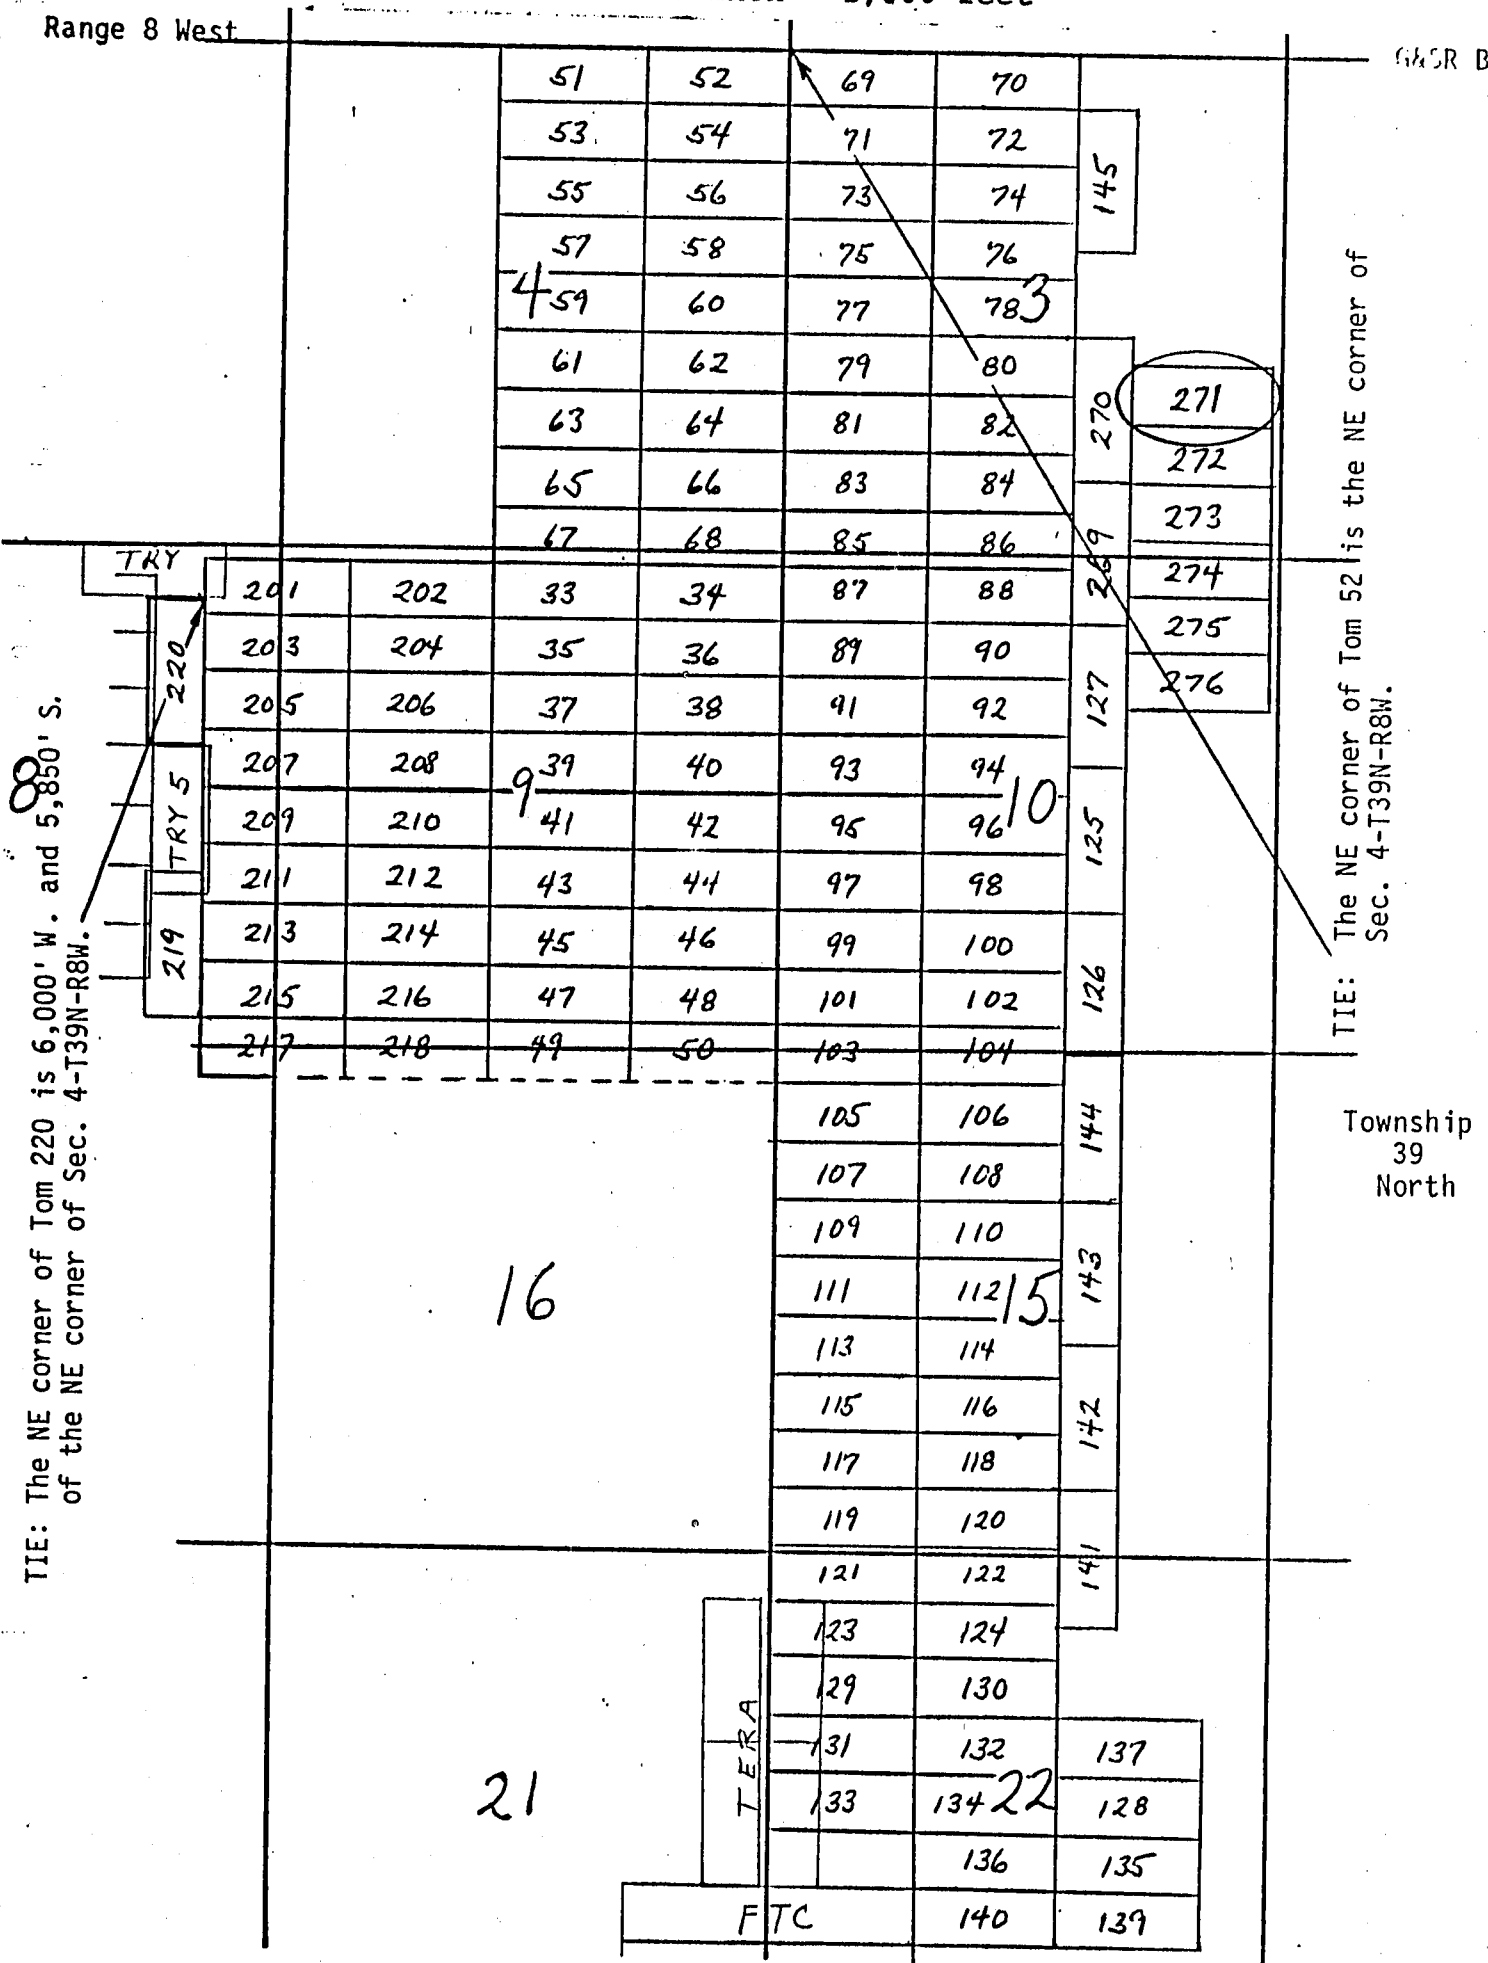 Range 8 West
51 52 69 70
53 54 71 72
145
55 56 73 74
57 58 75 76
4 59 60 77 78 3
61 62 79 80
270
271
63 64 81 82
272
65 66 83 84
273
67 68 85 86
269
TRY
274
201 202 33 34 87 88
275
203 204 35 36 89 90
220
127
276
205 206 37 38 91 92
207 208 39 40 93 94
9
10
TRY 5
125
209 210 41 42 95 96
211 212 43 44 97 98
213 214 45 46 99 100
219
126
215 216 47 48 101 102
217 218 49 50 103 104
105 106
144
107 108
109 110
143
16
111 112 15
113 114
115 116
142
117 118
119 120
141
121 122
123 124
129 130
TERA
131 132 137
21
133 134 22 128
136 135
FTC 140 139
TIE: The NE corner of Tom 52 is the NE corner of
Sec. 4-T39N-R8W.
Township
39
North
8
TIE: The NE corner of Tom 220 is 6,000' W. and 5,850' S.
of the NE corner of Sec. 4-T39N-R8W.